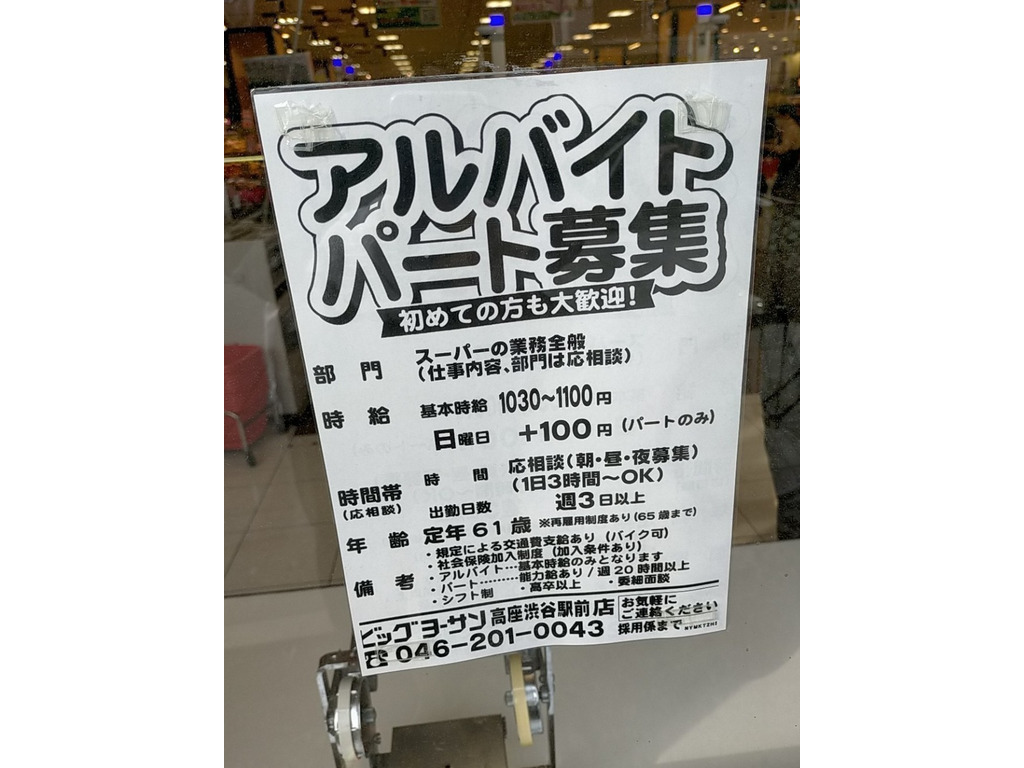 アルバイト
パート募集
初めての方も大歓迎!
部門 スーパーの業務全般
(仕事内容、部門は応相談)
時給 基本時給 1030~1100円
日曜日 +100円 (パートのみ)
時間帯 時間 応相談(朝・昼・夜募集)
(1日3時間~OK)
(応相談) 出勤日数 週3日以上
年齢 定年61歳 ※再雇用制度あり(65歳まで)
備考 ・規定による交通費支給あり (バイク可)
・社会保険加入制度 (加入条件あり)
・アルバイト…基本時給のみとなります
・パート………能力給あり/週20時間以上
・シフト制 ・高卒以上 ・委細面談
ビッグヨーサン 高座渋谷駅前店
☎046-201-0043
お気軽に
ご連絡ください
採用係まで